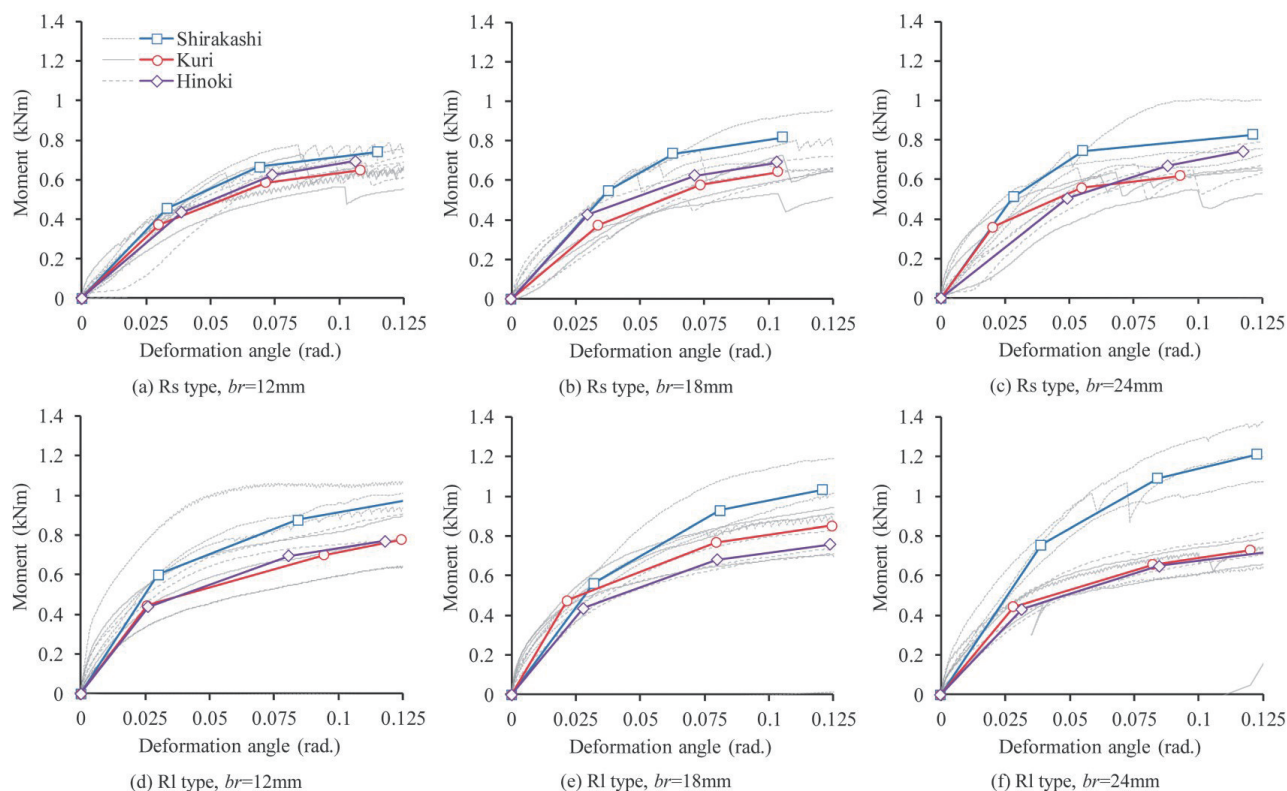 1.4
1.2
1
0.8
0.6
0.4
0.2
0
Moment (kNm)
Shirakashi
Kuri
Hinoki
0 0.025 0.05 0.075 0.1 0.125
Deformation angle (rad.)
(a) Rs type, br=12mm
1.4
1.2
1
0.8
0.6
0.4
0.2
0
Moment (kNm)
0 0.025 0.05 0.075 0.1 0.125
Deformation angle (rad.)
(b) Rs type, br=18mm
1.4
1.2
1
0.8
0.6
0.4
0.2
0
Moment (kNm)
0 0.025 0.05 0.075 0.1 0.125
Deformation angle (rad.)
(c) Rs type, br=24mm
1.4
1.2
1
0.8
0.6
0.4
0.2
0
Moment (kNm)
0 0.025 0.05 0.075 0.1 0.125
Deformation angle (rad.)
(d) Rl type, br=12mm
1.4
1.2
1
0.8
0.6
0.4
0.2
0
Moment (kNm)
0 0.025 0.05 0.075 0.1 0.125
Deformation angle (rad.)
(e) Rl type, br=18mm
1.4
1.2
1
0.8
0.6
0.4
0.2
0
Moment (kNm)
0 0.025 0.05 0.075 0.1 0.125
Deformation angle (rad.)
(f) Rl type, br=24mm